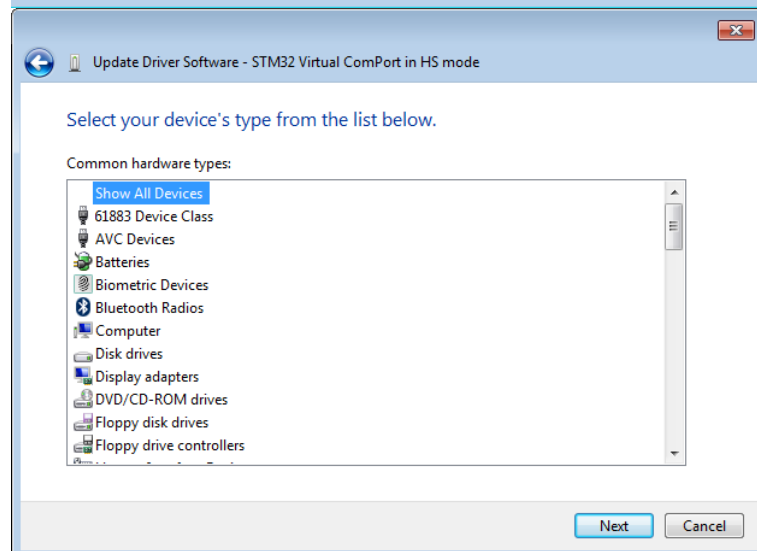 Update Driver Software - STM32 Virtual ComPort in HS mode
Select your device's type from the list below.
Common hardware types:
Show All Devices
61883 Device Class
AVC Devices
Batteries
Biometric Devices
Bluetooth Radios
Computer
Disk drives
Display adapters
DVD/CD-ROM drives
Floppy disk drives
Floppy drive controllers
Next Cancel